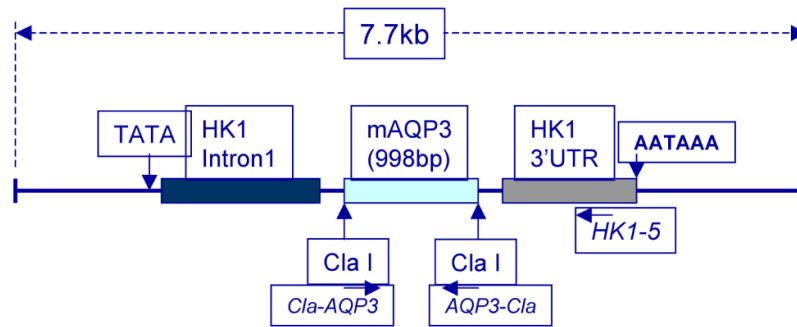 7.7kb
TATA
HK1
Intron1
mAQP3
(998bp)
HK1
3'UTR
AATAAA
HK1-5
Cla I
Cla I
Cla-AQP3
AQP3-Cla